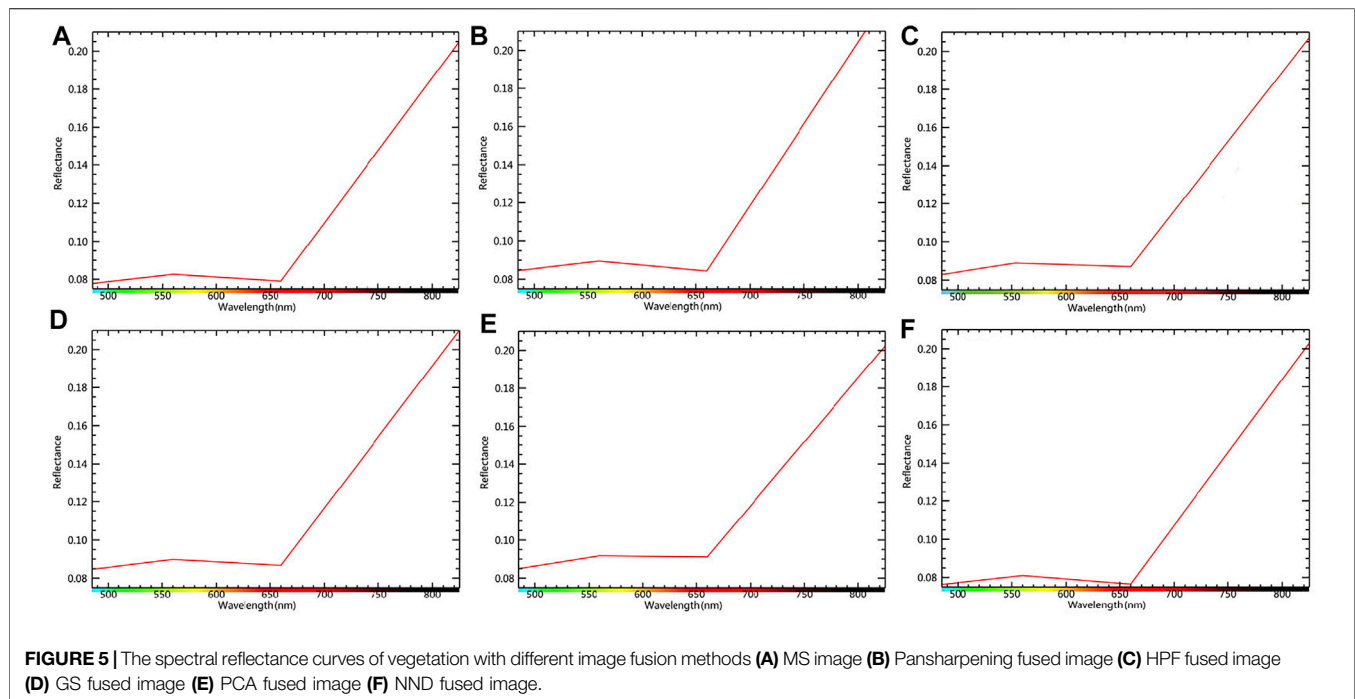 A
0.20
0.18
0.16
0.14
0.12
0.10
0.08
Reflectance
500 550 600 650 700 750 800
Wavelength(nm)
B
0.20
0.18
0.16
0.14
0.12
0.10
0.08
Reflectance
500 550 600 650 700 750 800
Wavelength(nm)
C
0.20
0.18
0.16
0.14
0.12
0.10
0.08
Reflectance
500 550 600 650 700 750 800
Wavelength(nm)
D
0.20
0.18
0.16
0.14
0.12
0.10
0.08
Reflectance
500 550 600 650 700 750 800
Wavelength(nm)
E
0.20
0.18
0.16
0.14
0.12
0.10
0.08
Reflectance
500 550 600 650 700 750 800
Wavelength(nm)
F
0.20
0.18
0.16
0.14
0.12
0.10
0.08
Reflectance
500 550 600 650 700 750 800
Wavelength(nm)
FIGURE 5 | The spectral reflectance curves of vegetation with different image fusion methods (A) MS image (B) Pansharpening fused image (C) HPF fused image
(D) GS fused image (E) PCA fused image (F) NND fused image.